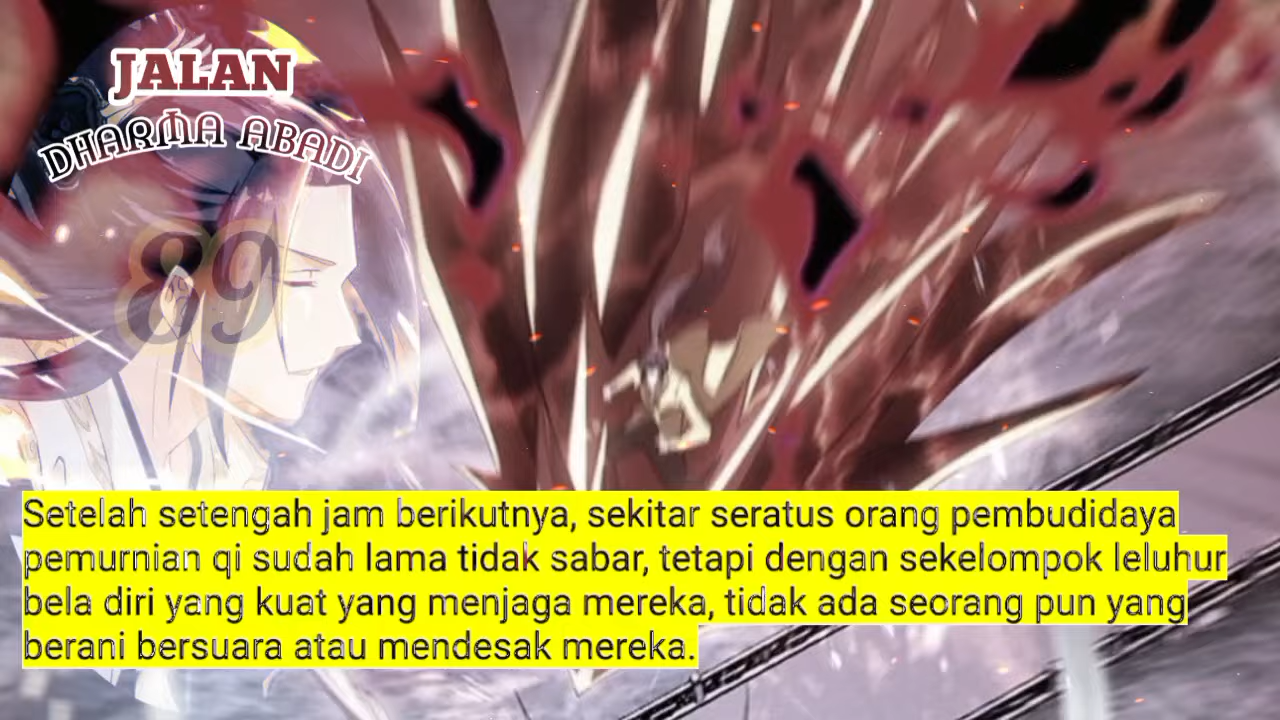 JALAN
DHARMA ABADI
89
Setelah setengah jam berikutnya, sekitar seratus orang pembudidaya
pemurnian qi sudah lama tidak sabar, tetapi dengan sekelompok leluhur
bela diri yang kuat yang menjaga mereka, tidak ada seorang pun yang
berani bersuara atau mendesak mereka.